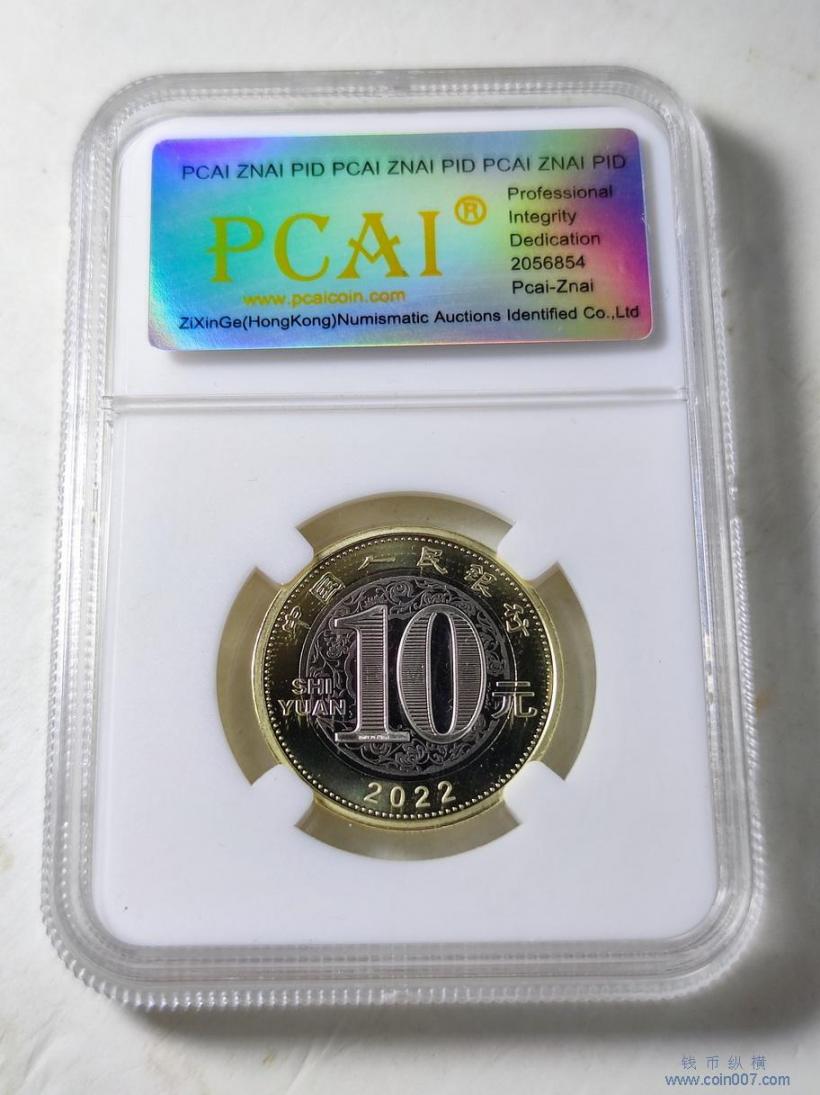 PCAI ZNAI PID PCAI ZNAI PID PCAI ZNAI PID
PCAI®
Professional
Integrity
Dedication
2056854
Pcai-Znai
www.pcaicoin.com
ZiXinGe(HongKong)Numismatic Auctions Identified Co.,Ltd
中国人民银行
10
SHI
YUAN
元
2022
钱币纵横
www.coin007.com